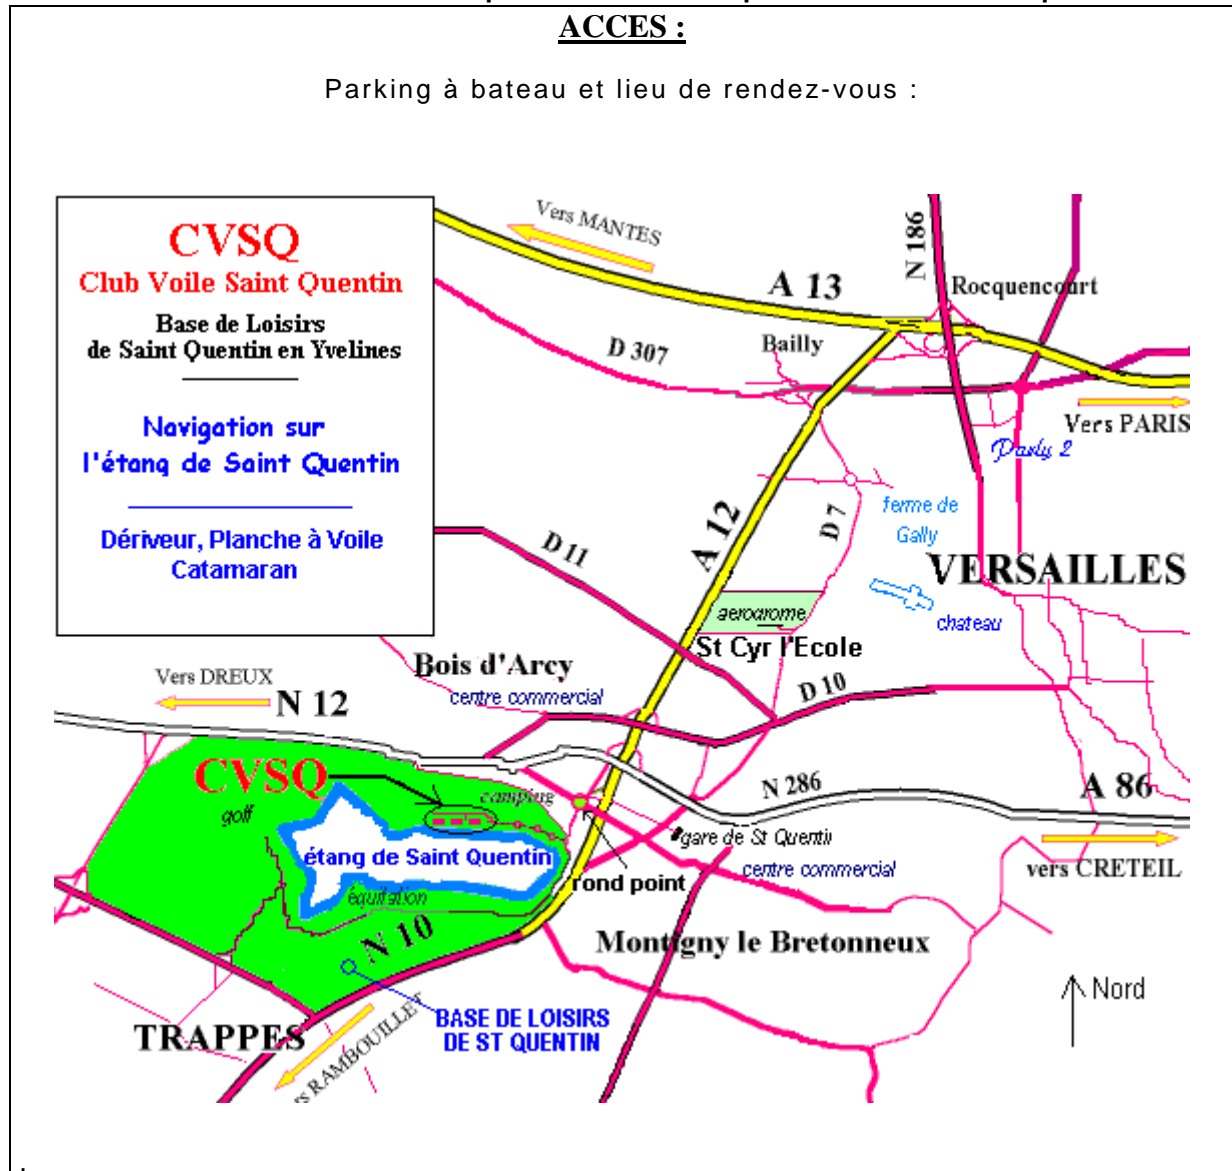 ACCES :
Parking à bateau et lieu de rendez-vous :
CVSQ
Club Voile Saint Quentin
Base de Loisirs
de Saint Quentin en Yvelines
Navigation sur
l'étang de Saint Quentin
Dériveur, Planche à Voile
Catamaran
Vers MANTES
A 13
N 186
Rocquencourt
D 307
Bailly
Vers PARIS
Parly 2
A 12
D 7
ferme de
Gally
D 11
VERSAILLES
aerodrome
chateau
St Cyr l'Ecole
Bois d'Arcy
centre commercial
D 10
Vers DREUX
N 12
CVSQ
camping
golf
N 286
A 86
gare de St Quentin
étang de Saint Quentin
centre commercial
vers CRETEIL
rond point
équitation
N 10
Montigny le Bretonneux
Nord
BASE DE LOISIRS
DE ST QUENTIN
TRAPPES
RAMBOUILLET
.